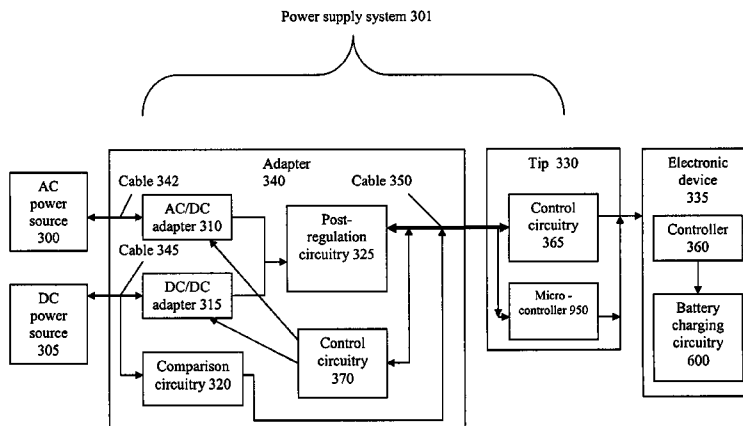 Power supply system 301
AC
power
source
300
DC
power
source
305
Cable 342
Cable 345
Adapter
340
AC/DC
adapter 310
DC/DC
adapter 315
Comparison
circuitry 320
Post-
regulation
circuitry 325
Control
circuitry
370
Cable 350
Tip 330
Control
circuitry
365
Micro -
controller 950
Electronic
device
335
Controller
360
Battery
charging
circuitry
600